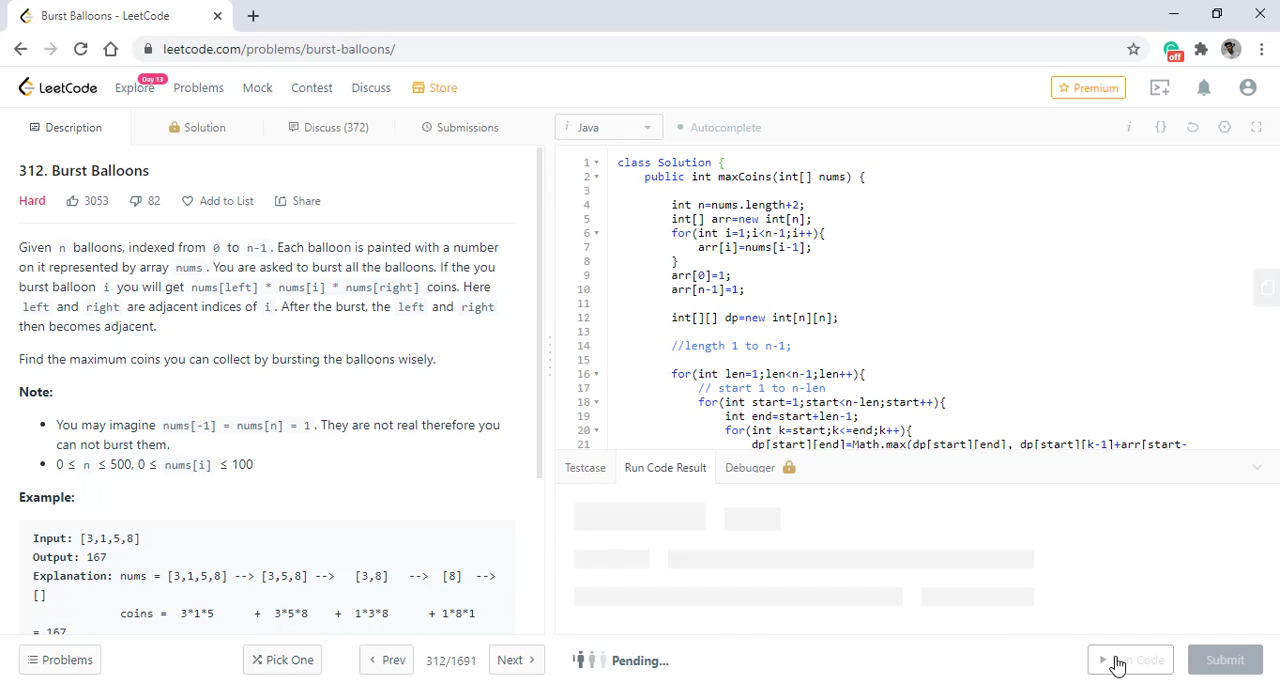 Burst Balloons - LeetCode
leetcode.com/problems/burst-balloons/
off
LeetCode
Explore
Day 13
Problems
Mock
Contest
Discuss
Store
Premium
Description
Solution
Discuss (372)
Submissions
i Java
Autocomplete
i {}
312. Burst Balloons
Hard
3053
82
Add to List
Share
Given n balloons, indexed from 0 to n-1. Each balloon is painted with a number
on it represented by array nums. You are asked to burst all the balloons. If the you
burst balloon i you will get nums[left] * nums[i] * nums[right] coins. Here
left and right are adjacent indices of i. After the burst, the left and right
then becomes adjacent.
Find the maximum coins you can collect by bursting the balloons wisely.
Note:
• You may imagine nums[-1] = nums[n] = 1. They are not real therefore you
can not burst them.
• 0 ≤ n ≤ 500, 0 ≤ nums[i] ≤ 100
Example:
Input: [3,1,5,8]
Output: 167
Explanation: nums = [3,1,5,8] --> [3,5,8] --> [3,8] --> [8] -->
[]
coins = 3*1*5 + 3*5*8 + 1*3*8 + 1*8*1
= 167
1 class Solution {
2 public int maxCoins(int[] nums) {
3
4 int n=nums.length+2;
5 int[] arr=new int[n];
6 for(int i=1;i<n-1;i++){
7 arr[i]=nums[i-1];
8 }
9 arr[0]=1;
10 arr[n-1]=1;
11
12 int[][] dp=new int[n][n];
13
14 //length 1 to n-1;
15
16 for(int len=1;len<n-1;len++){
17 // start 1 to n-len
18 for(int start=1;start<n-len;start++){
19 int end=start+len-1;
20 for(int k=start;k<=end;k++){
21 dp[start][end]=Math.max(dp[start][end], dp[start][k-1]+arr[start-
Testcase
Run Code Result
Debugger
Problems
Pick One
Prev
312/1691
Next
Pending...
Code
Submit